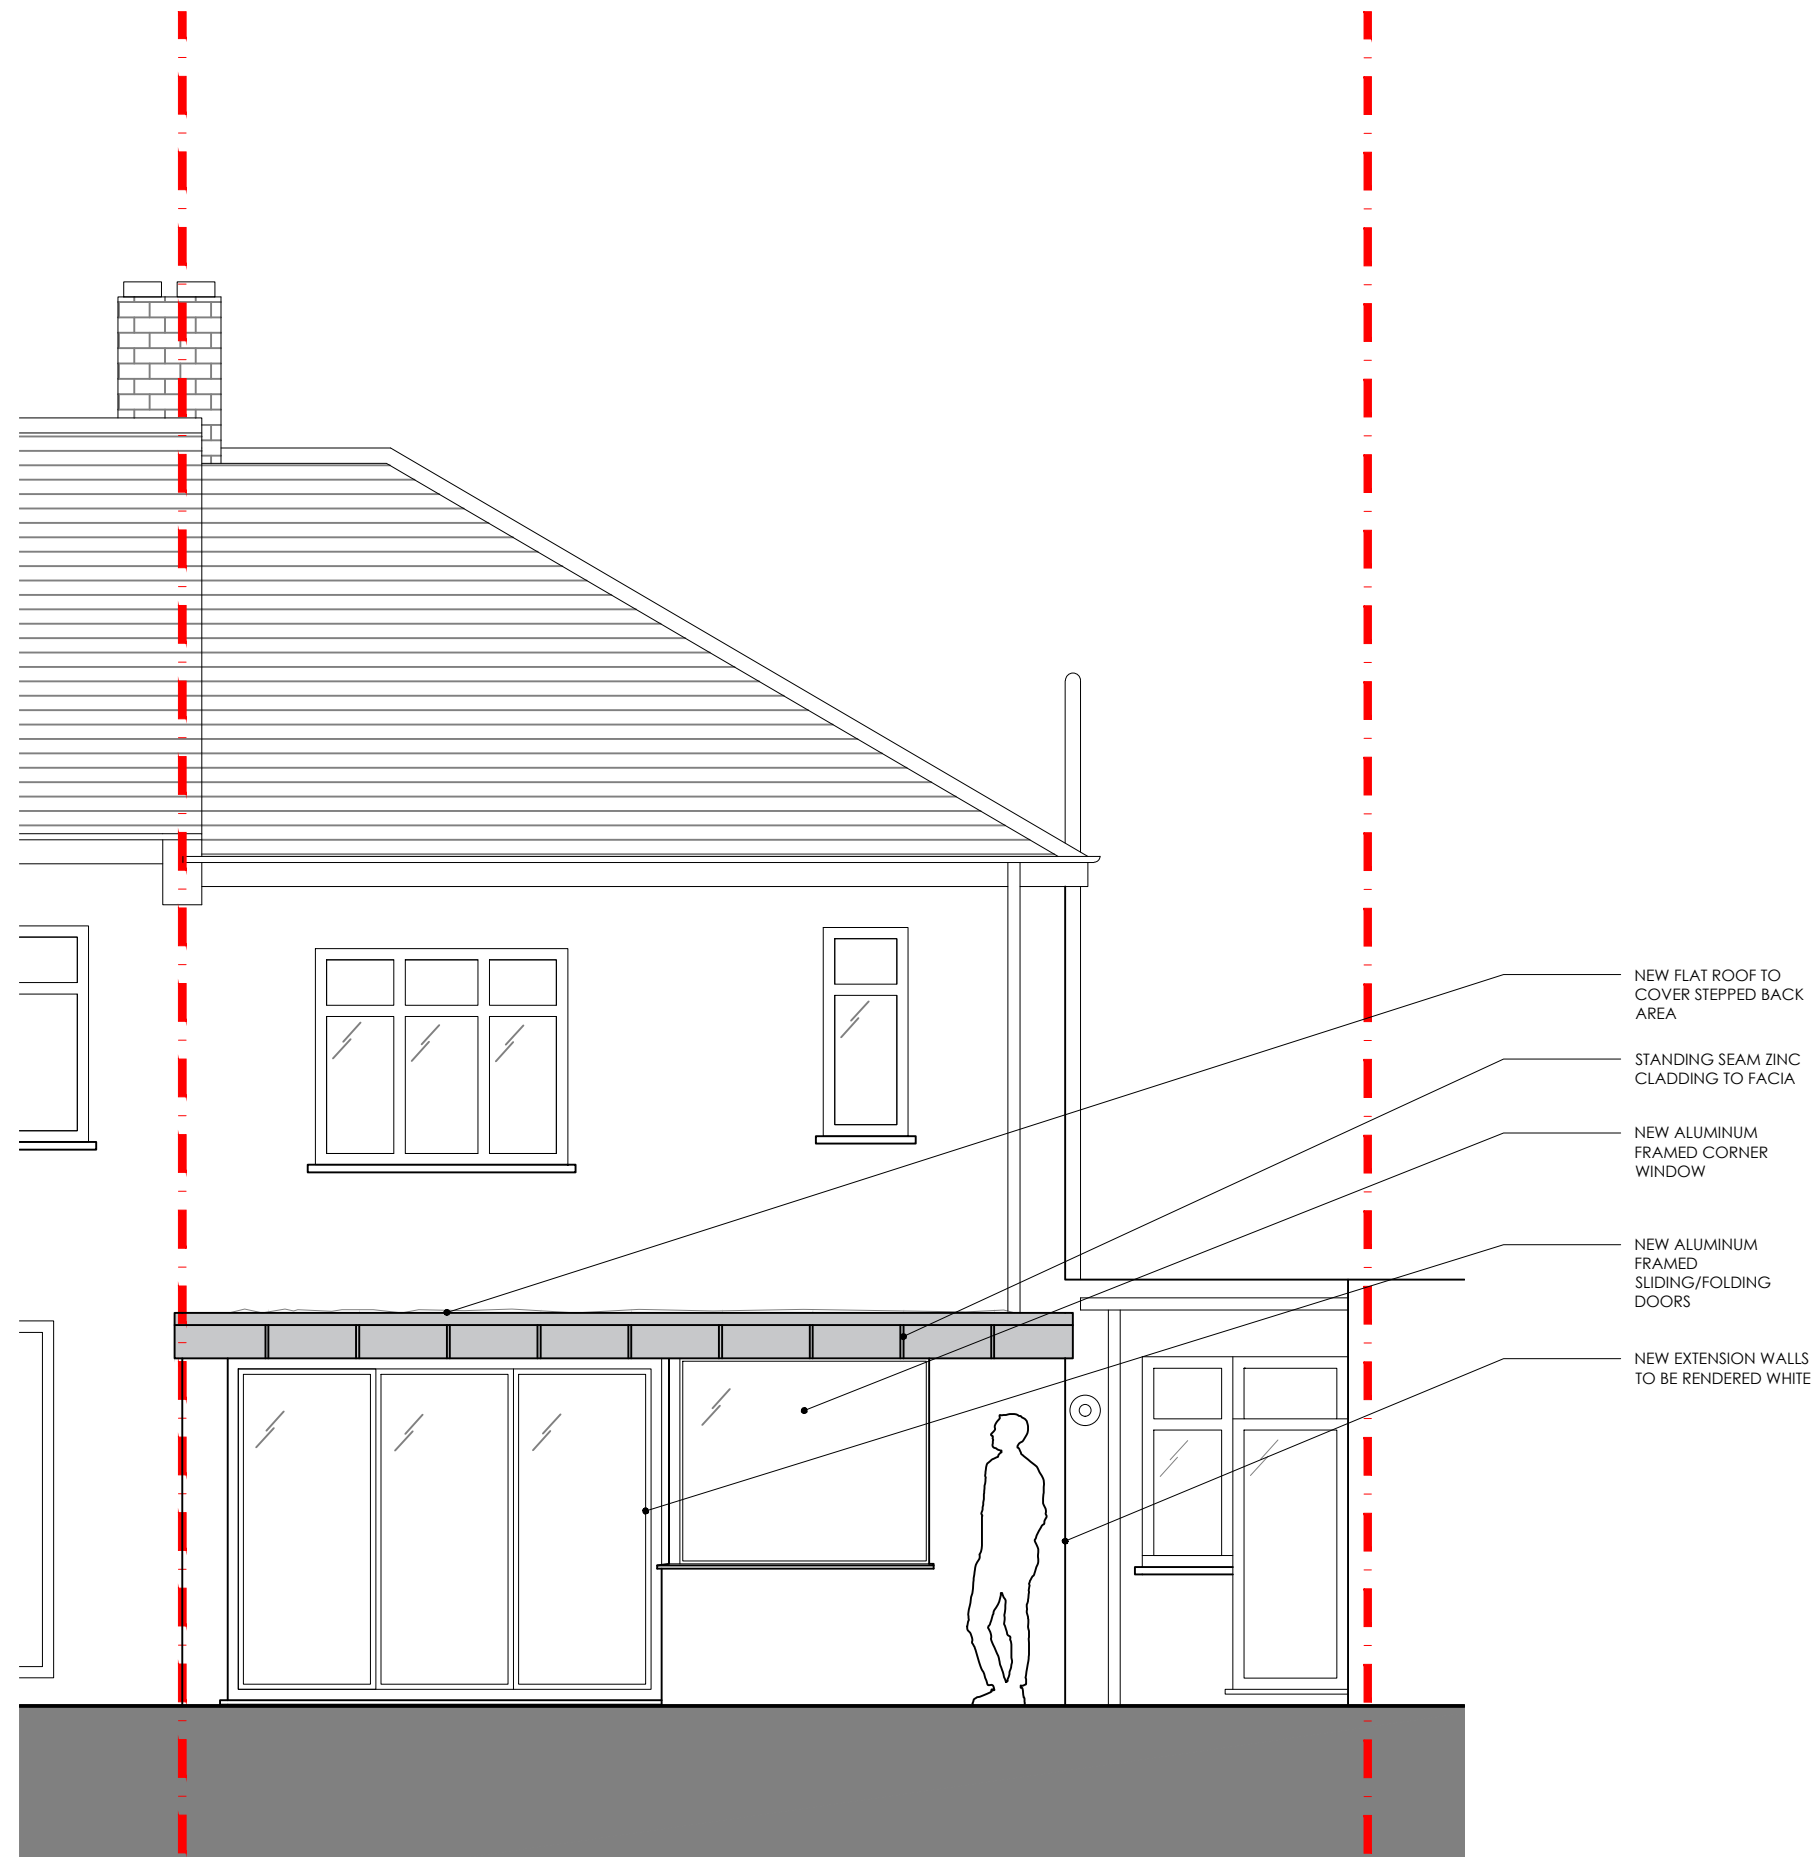 NEW FLAT ROOF TO
COVER STEPPED BACK
AREA
STANDING SEAM ZINC
CLADDING TO FACIA
NEW ALUMINUM
FRAMED CORNER
WINDOW
NEW ALUMINUM
FRAMED
SLIDING/FOLDING
DOORS
NEW EXTENSION WALLS
TO BE RENDERED WHITE